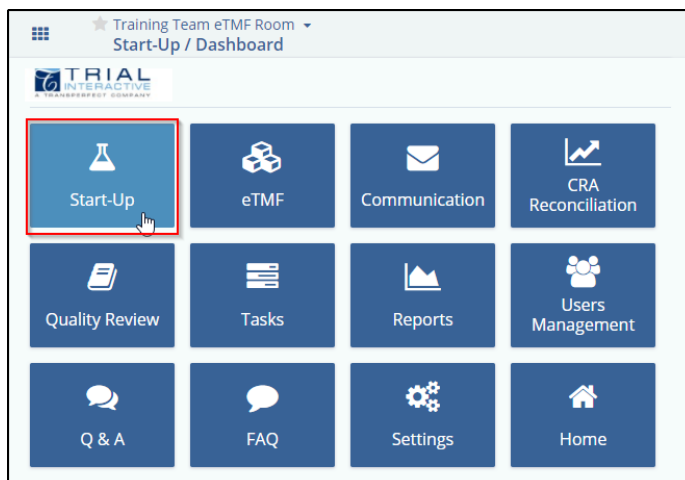 Training Team eTMF Room
Start-Up / Dashboard
TRIAL
INTERACTIVE
A TRANSPERFECT COMPANY
Start-Up
eTMF
Communication
CRA
Reconciliation
Quality Review
Tasks
Reports
Users
Management
Q & A
FAQ
Settings
Home